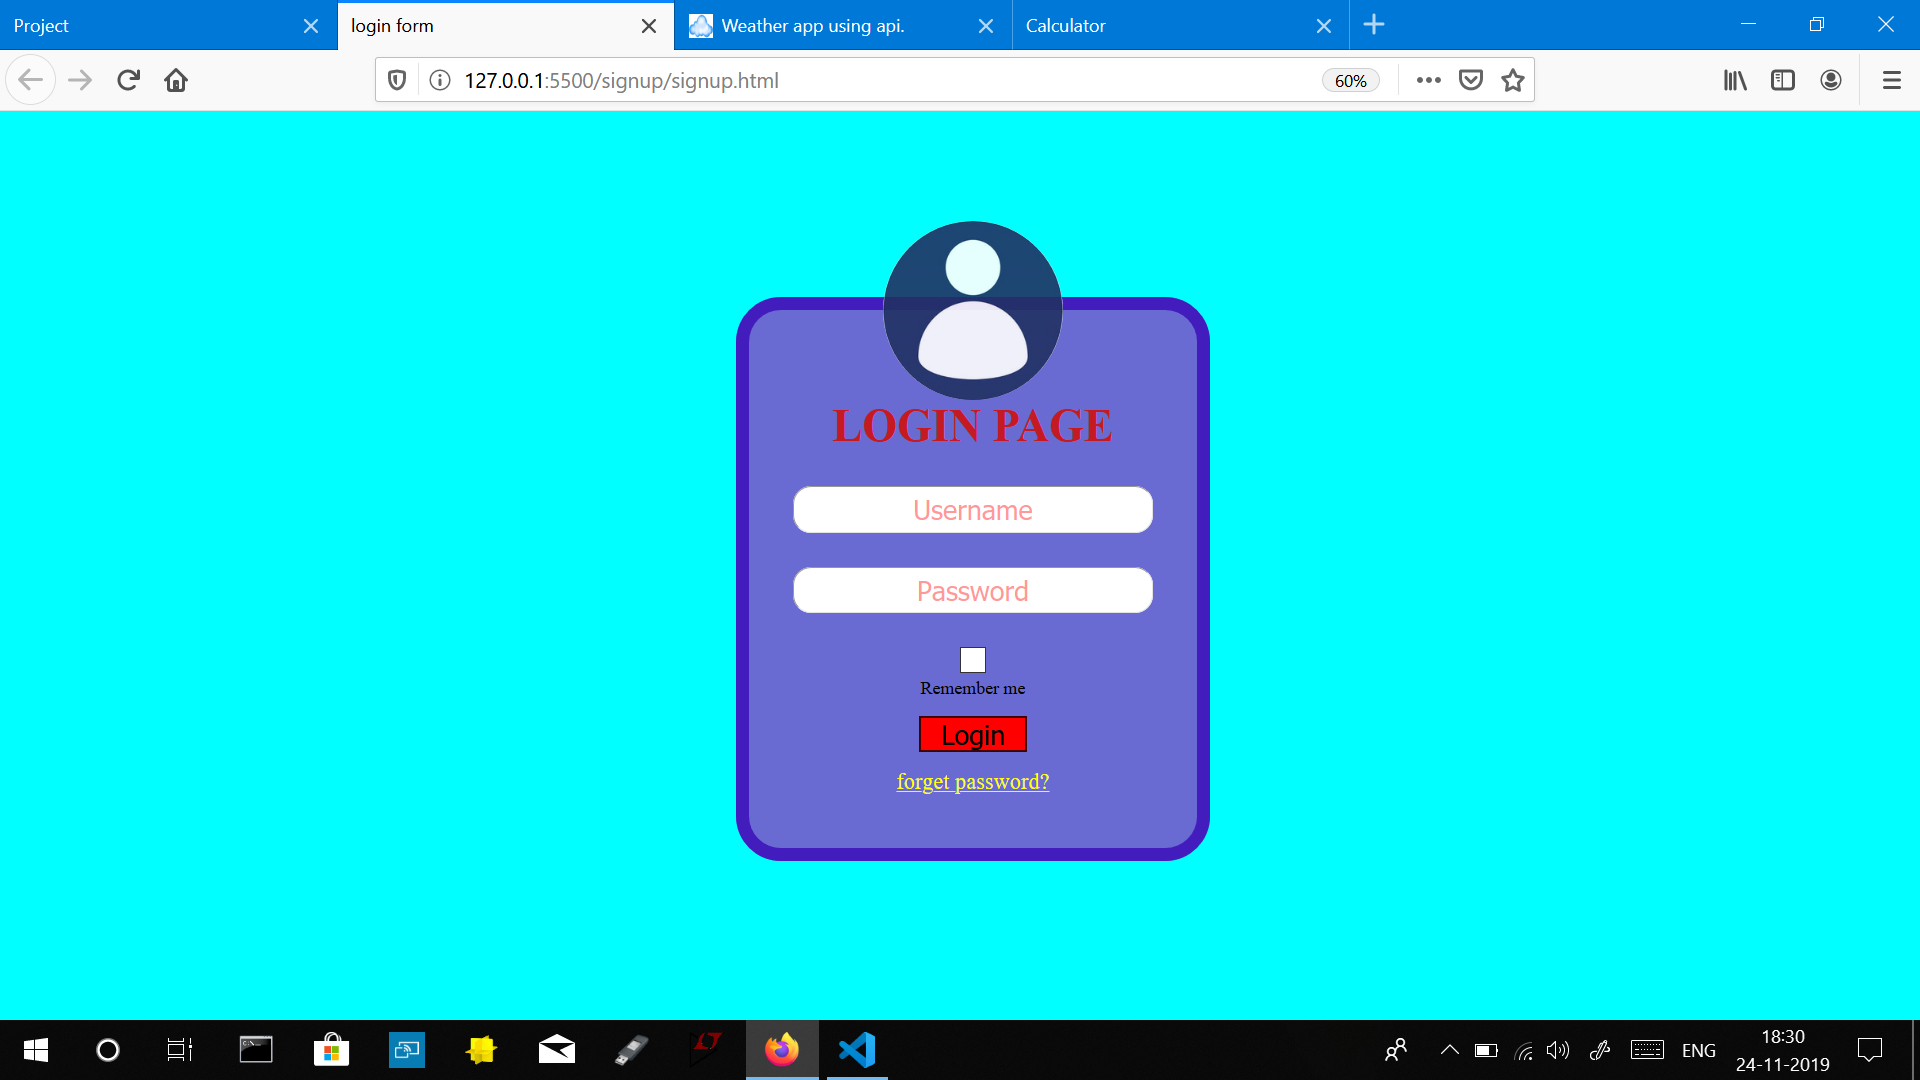 Project
login form
Weather app using api.
Calculator
127.0.0.1:5500/signup/signup.html
60%
LOGIN PAGE
Username
Password
Remember me
Login
forget password?
ENG
18:30
24-11-2019